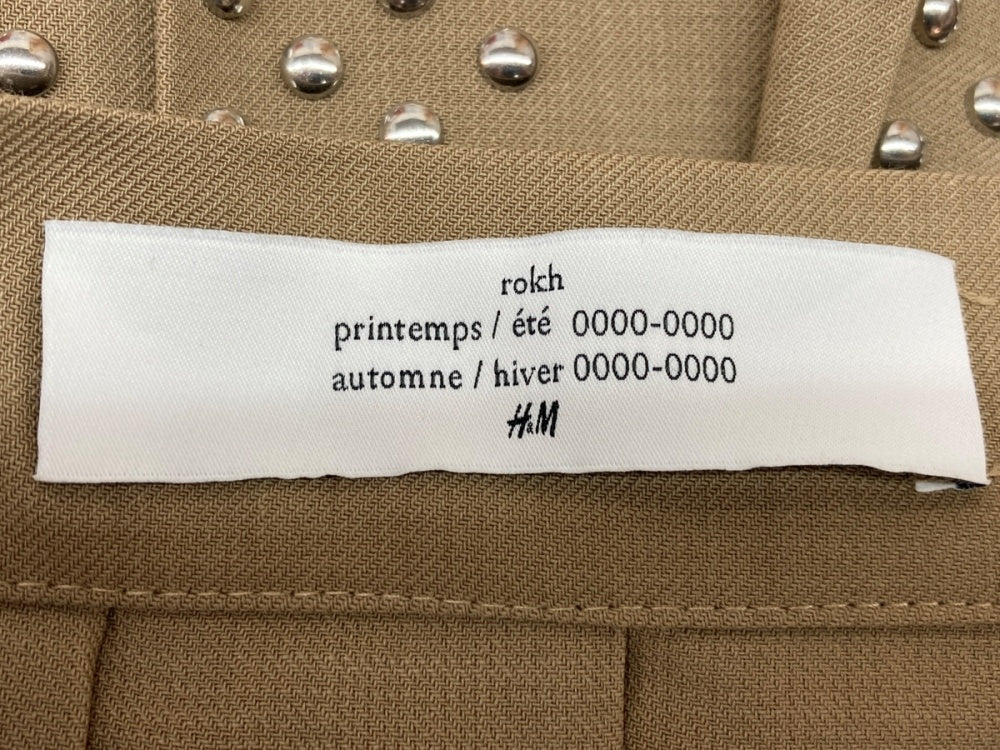 rokh
printemps / été 0000-0000
automne / hiver 0000-0000
H&M